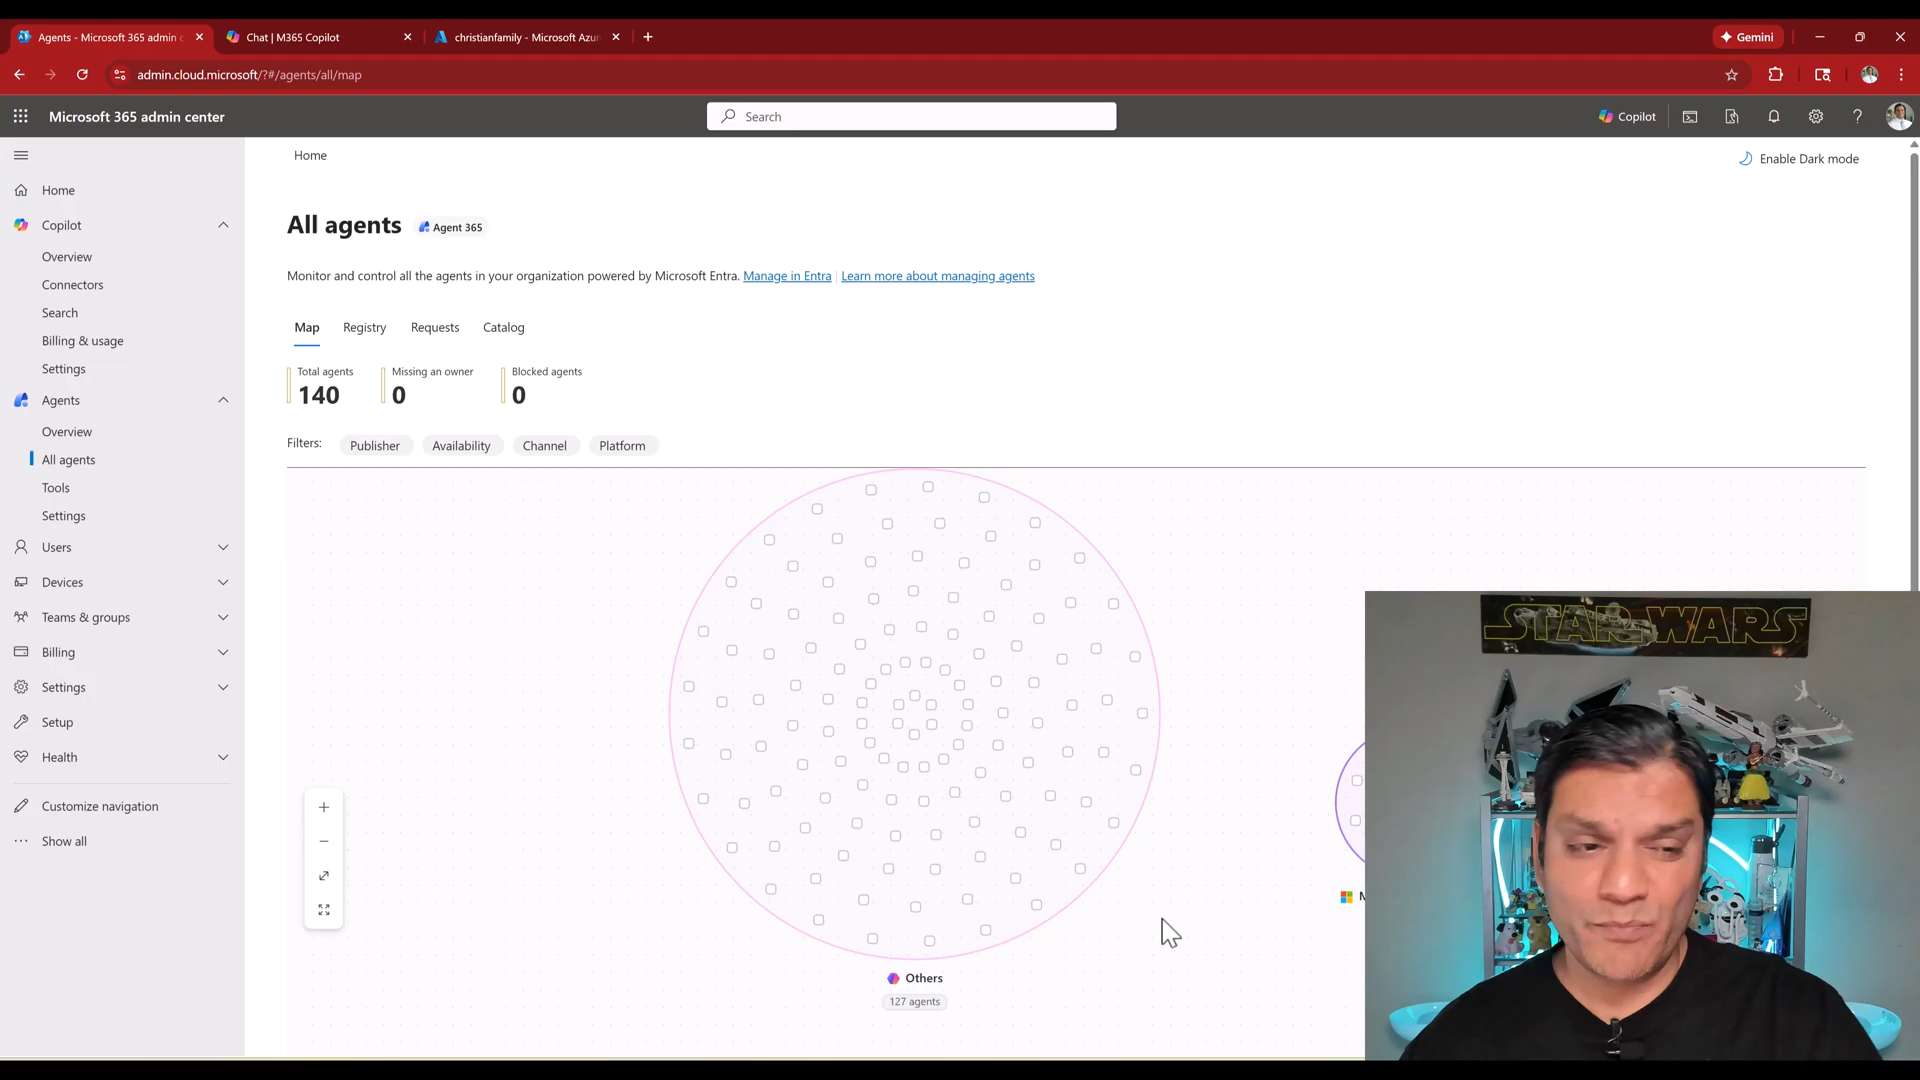 Agents - Microsoft 365 admin c
Chat | M365 Copilot
christianfamily - Microsoft Azur
Gemini
admin.cloud.microsoft/?#/agents/all/map
Microsoft 365 admin center
Search
Copilot
Home
Copilot
Overview
Connectors
Search
Billing & usage
Settings
Agents
Overview
All agents
Tools
Settings
Users
Devices
Teams & groups
Billing
Settings
Setup
Health
Customize navigation
Show all
Home
Enable Dark mode
All agents
Agent 365
Monitor and control all the agents in your organization powered by Microsoft Entra. Manage in Entra | Learn more about managing agents
Map Registry Requests Catalog
Total agents
140
Missing an owner
0
Blocked agents
0
Filters: Publisher Availability Channel Platform
Others
127 agents
M
STAR WARS